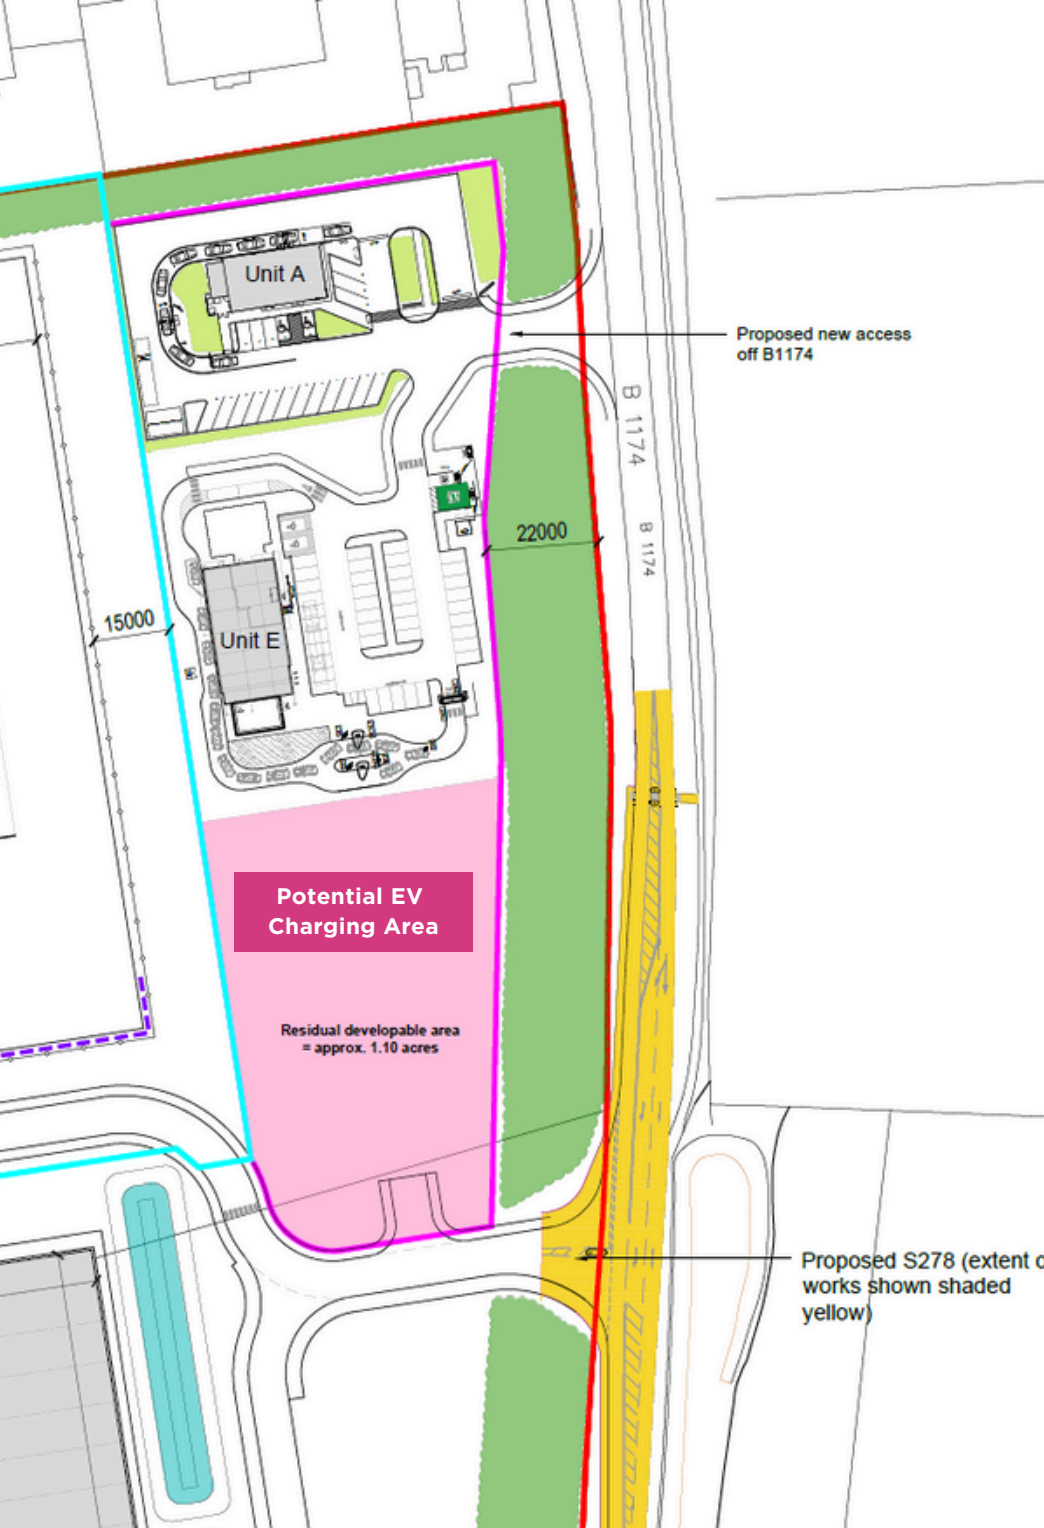 Unit A
Proposed new access
off B1174
B 1174
B 1174
22000
15000
Unit E
Potential EV
Charging Area
Residual developable area
= approx. 1.10 acres
Proposed S278 (extent o
works shown shaded
yellow)